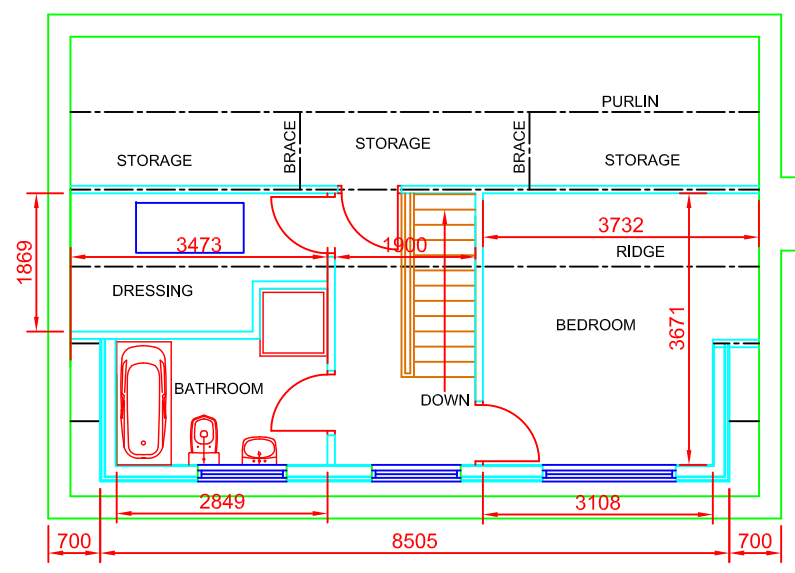 PURLIN
STORAGE
BRACE
STORAGE
BRACE
STORAGE
3473
1900
3732
RIDGE
1869
DRESSING
BEDROOM
3671
BATHROOM
DOWN
2849
3108
700
8505
700